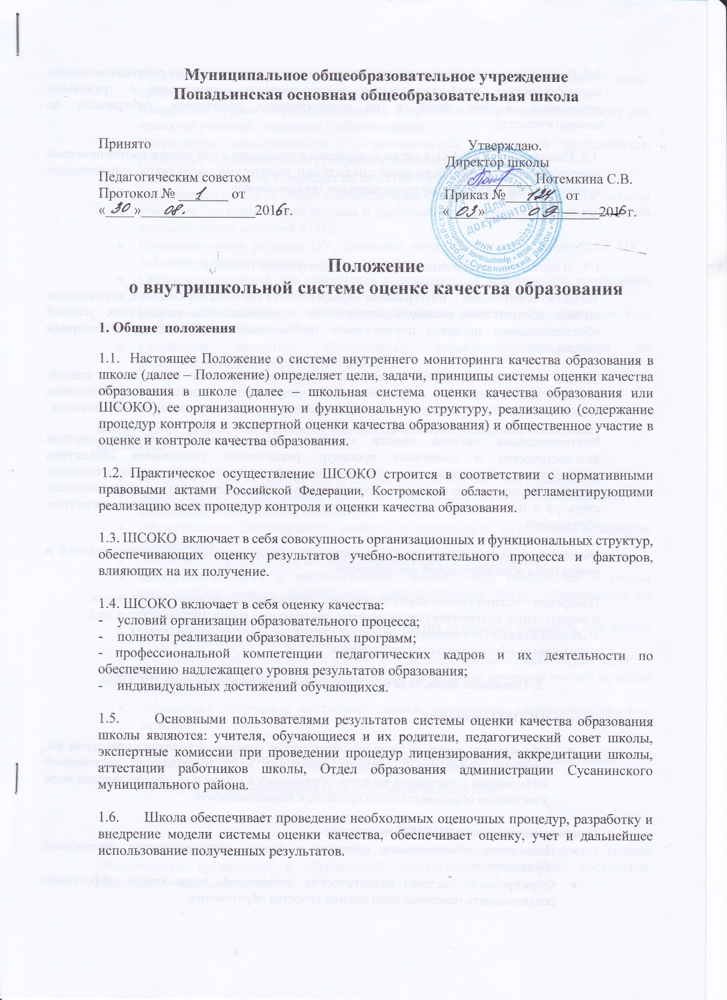 Муниципальное общеобразовательное учреждение
Попадьинская основная общеобразовательная школа
Принято Утверждаю.
Директор школы
Педагогическим советом Потемкина С.В.
Протокол № 1 от Приказ № 124 от
«30» 08. 2016г. «03» 09 2016г.
Для
документов
ИНН 4428002304
Российская Федерация Костромская область • Сусанинский район
Положение
о внутришкольной системе оценке качества образования
1. Общие положения
1.1. Настоящее Положение о системе внутреннего мониторинга качества образования в
школе (далее – Положение) определяет цели, задачи, принципы системы оценки качества
образования в школе (далее – школьная система оценки качества образования или
ШСОКО), ее организационную и функциональную структуру, реализацию (содержание
процедур контроля и экспертной оценки качества образования) и общественное участие в
оценке и контроле качества образования.
1.2. Практическое осуществление ШСОКО строится в соответствии с нормативными
правовыми актами Российской Федерации, Костромской области, регламентирующими
реализацию всех процедур контроля и оценки качества образования.
1.3. ШСОКО включает в себя совокупность организационных и функциональных структур,
обеспечивающих оценку результатов учебно-воспитательного процесса и факторов,
влияющих на их получение.
1.4. ШСОКО включает в себя оценку качества:
- условий организации образовательного процесса;
- полноты реализации образовательных программ;
- профессиональной компетенции педагогических кадров и их деятельности по
обеспечению надлежащего уровня результатов образования;
- индивидуальных достижений обучающихся.
1.5. Основными пользователями результатов системы оценки качества образования
школы являются: учителя, обучающиеся и их родители, педагогический совет школы,
экспертные комиссии при проведении процедур лицензирования, аккредитации школы,
аттестации работников школы, Отдел образования администрации Сусанинского
муниципального района.
1.6. Школа обеспечивает проведение необходимых оценочных процедур, разработку и
внедрение модели системы оценки качества, обеспечивает оценку, учет и дальнейшее
использование полученных результатов.